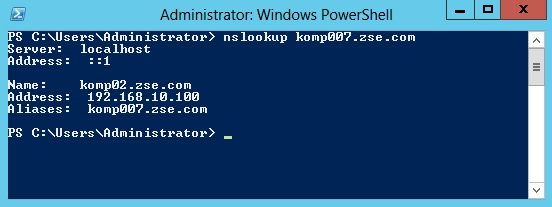 Administrator: Windows PowerShell
PS C:\Users\Administrator> nslookup komp007.zse.com
Server:  localhost
Address:  ::1
Name:    komp02.zse.com
Address:  192.168.10.100
Aliases:  komp007.zse.com
PS C:\Users\Administrator> _